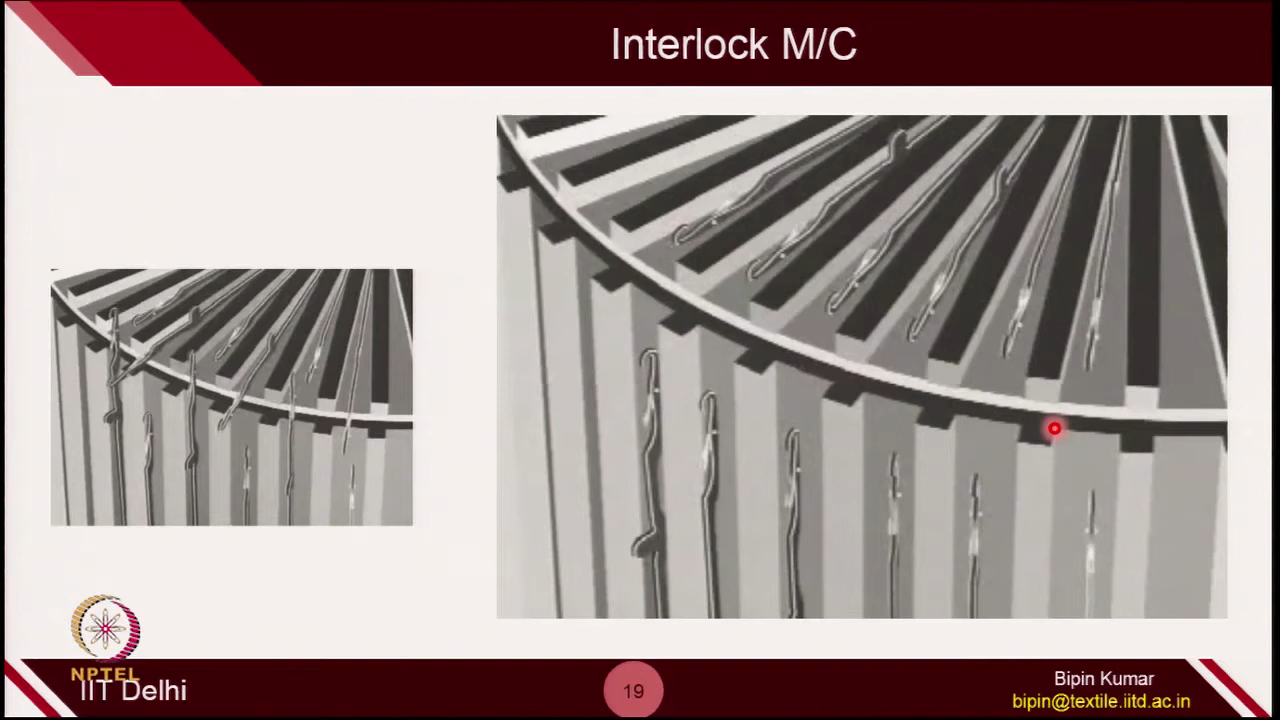 Interlock M/C
NPTEL
IIT Delhi
19
Bipin Kumar
bipin@textile.iitd.ac.in